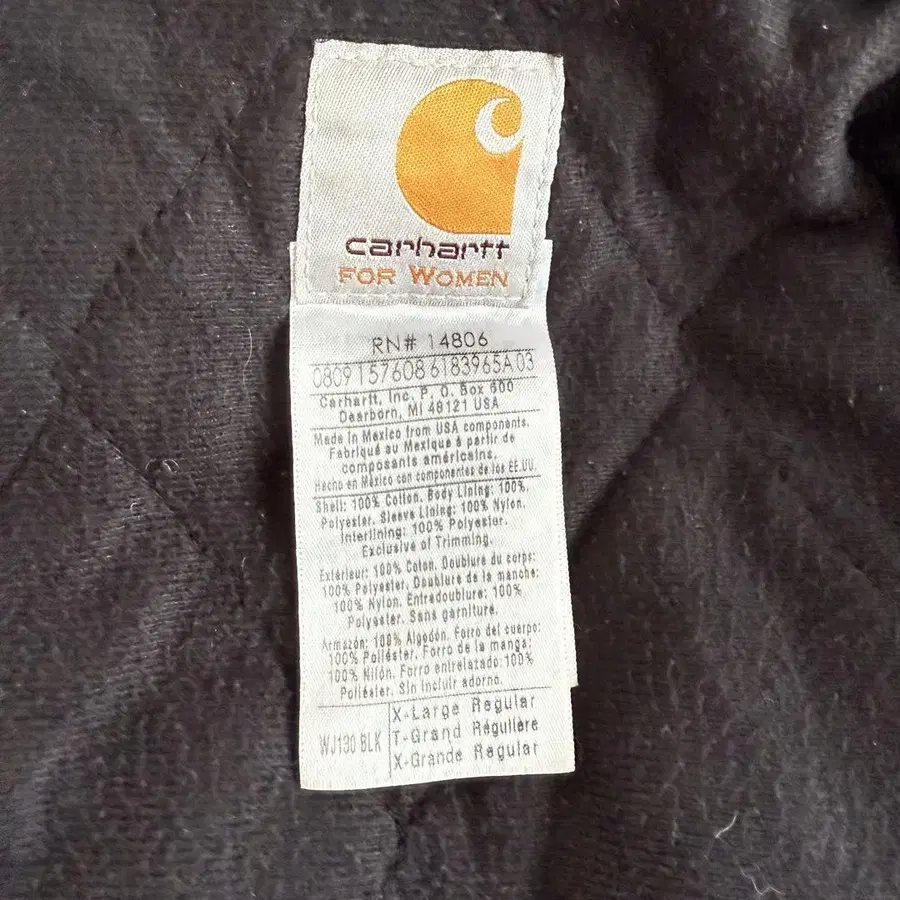 carhartt
FOR WOMEN
RN# 14806
0809157608 6183965A 03
Carhartt, Inc. P. O. Box 600
Dearborn, MI 48121 USA
Made in Mexico from USA components.
Fabriqué au Mexique à partir de
composants américains.
Hecho en México con componentes de los EE.UU.
Shell: 100% Cotton. Body Lining: 100%
Polyester. Sleeve Lining: 100% Nylon.
Interlining: 100% Polyester.
Exclusive of Trimming.
Extérieur: 100% Coton. Doublure du corps:
100% Polyester. Doublure de la manche:
100% Nylon. Entredoublure: 100%
Polyester. Sans garniture.
Armazón: 100% Algodón. Forro del cuerpo:
100% Poliéster. Forro de la manga:
100% Nilón. Forro entrelazado: 100%
Poliéster. Sin incluir adorno.
WJ130 BLK
X-Large Regular
T-Grand Régulière
X-Grande Regular